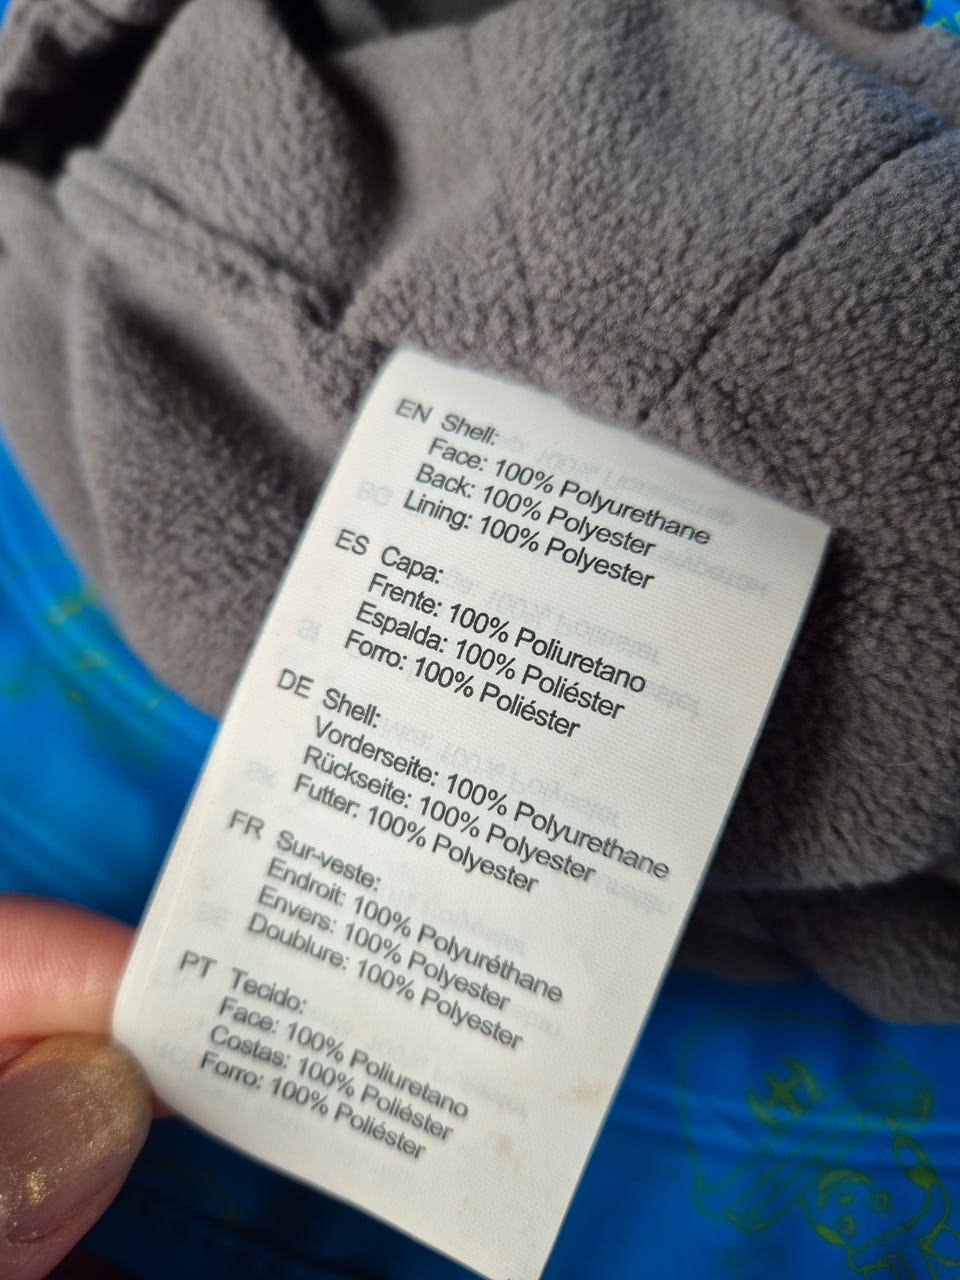 EN Shell:
Face: 100% Polyurethane
Back: 100% Polyester
Lining: 100% Polyester
ES Capa:
Frente: 100% Poliuretano
Espalda: 100% Poliéster
Forro: 100% Poliéster
DE Shell:
Vorderseite: 100% Polyurethane
Rückseite: 100% Polyester
Futter: 100% Polyester
FR Sur-veste:
Endroit: 100% Polyuréthane
Envers: 100% Polyester
Doublure: 100% Polyester
PT Tecido:
Face: 100% Poliuretano
Costas: 100% Poliéster
Forro: 100% Poliéster